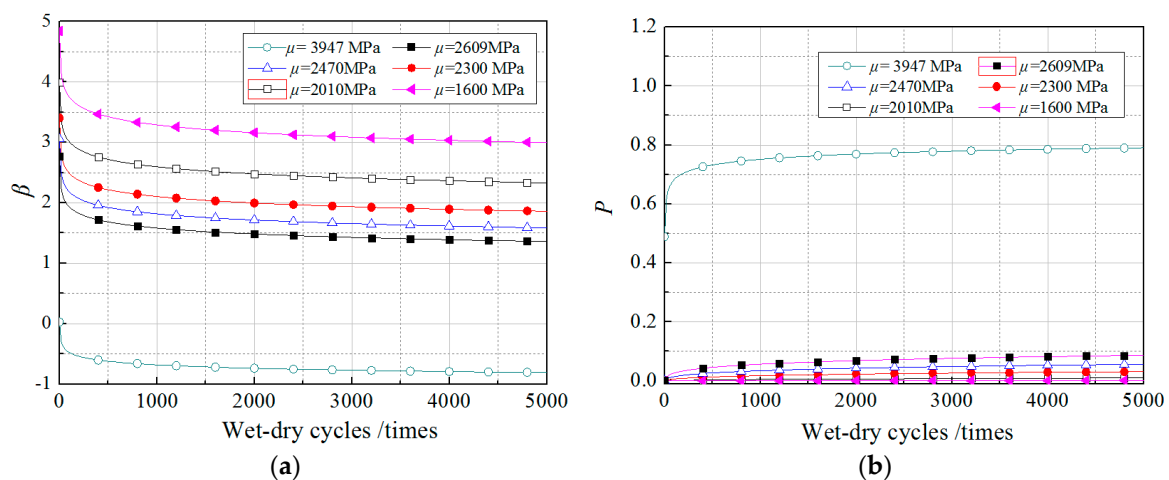 5
4
3
2
1
0
-1
β
μ= 3947 MPa
μ=2609MPa
μ=2470MPa
μ=2300 MPa
μ=2010MPa
μ=1600 MPa
0 1000 2000 3000 4000 5000
Wet-dry cycles /times
(a)
1.2
1.0
0.8
0.6
0.4
0.2
0.0
P
μ= 3947 MPa
μ=2609MPa
μ=2470MPa
μ=2300 MPa
μ=2010MPa
μ=1600 MPa
0 1000 2000 3000 4000 5000
Wet-dry cycles /times
(b)